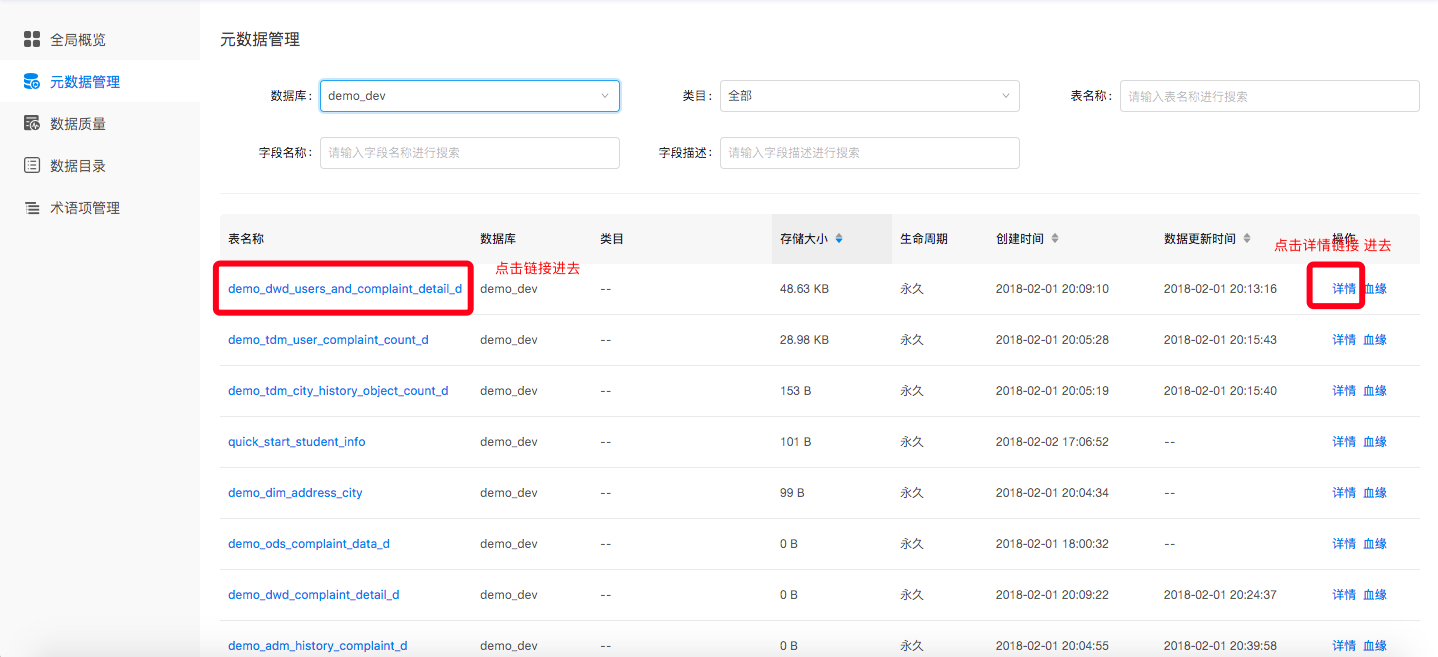 全局概览
元数据管理
数据质量
数据目录
术语项管理
元数据管理
数据库: demo_dev 类目: 全部 表名称: 请输入表名称进行搜索
字段名称: 请输入字段名称进行搜索 字段描述: 请输入字段描述进行搜索
表名称 数据库 类目 存储大小 生命周期 创建时间 数据更新时间 操作
点击链接进去 点击详情链接 进去
demo_dwd_users_and_complaint_detail_d demo_dev -- 48.63 KB 永久 2018-02-01 20:09:10 2018-02-01 20:13:16 详情 血缘
demo_tdm_user_complaint_count_d demo_dev -- 28.98 KB 永久 2018-02-01 20:05:28 2018-02-01 20:15:43 详情 血缘
demo_tdm_city_history_object_count_d demo_dev -- 153 B 永久 2018-02-01 20:05:19 2018-02-01 20:15:40 详情 血缘
quick_start_student_info demo_dev -- 101 B 永久 2018-02-02 17:06:52 -- 详情 血缘
demo_dim_address_city demo_dev -- 99 B 永久 2018-02-01 20:04:34 -- 详情 血缘
demo_ods_complaint_data_d demo_dev -- 0 B 永久 2018-02-01 18:00:32 -- 详情 血缘
demo_dwd_complaint_detail_d demo_dev -- 0 B 永久 2018-02-01 20:09:22 2018-02-01 20:24:37 详情 血缘
demo_adm_history_complaint_d demo_dev -- 0 B 永久 2018-02-01 20:04:55 2018-02-01 20:39:58 详情 血缘